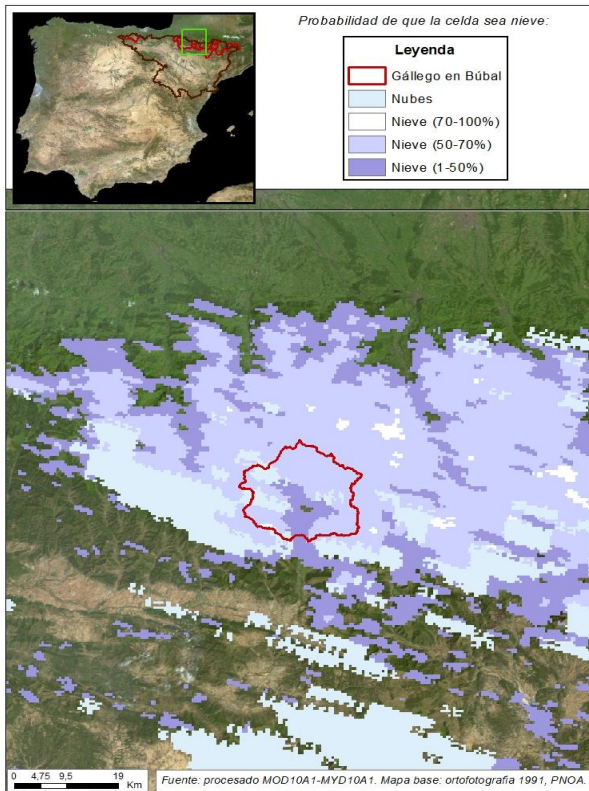 Probabilidad de que la celda sea nieve:
Leyenda
Gállego en Búbal
Nubes
Nieve (70-100%)
Nieve (50-70%)
Nieve (1-50%)
0 4,75 9,5 19
Km
Fuente: procesado MOD10A1-MYD10A1. Mapa base: ortofotografia 1991, PNOA.